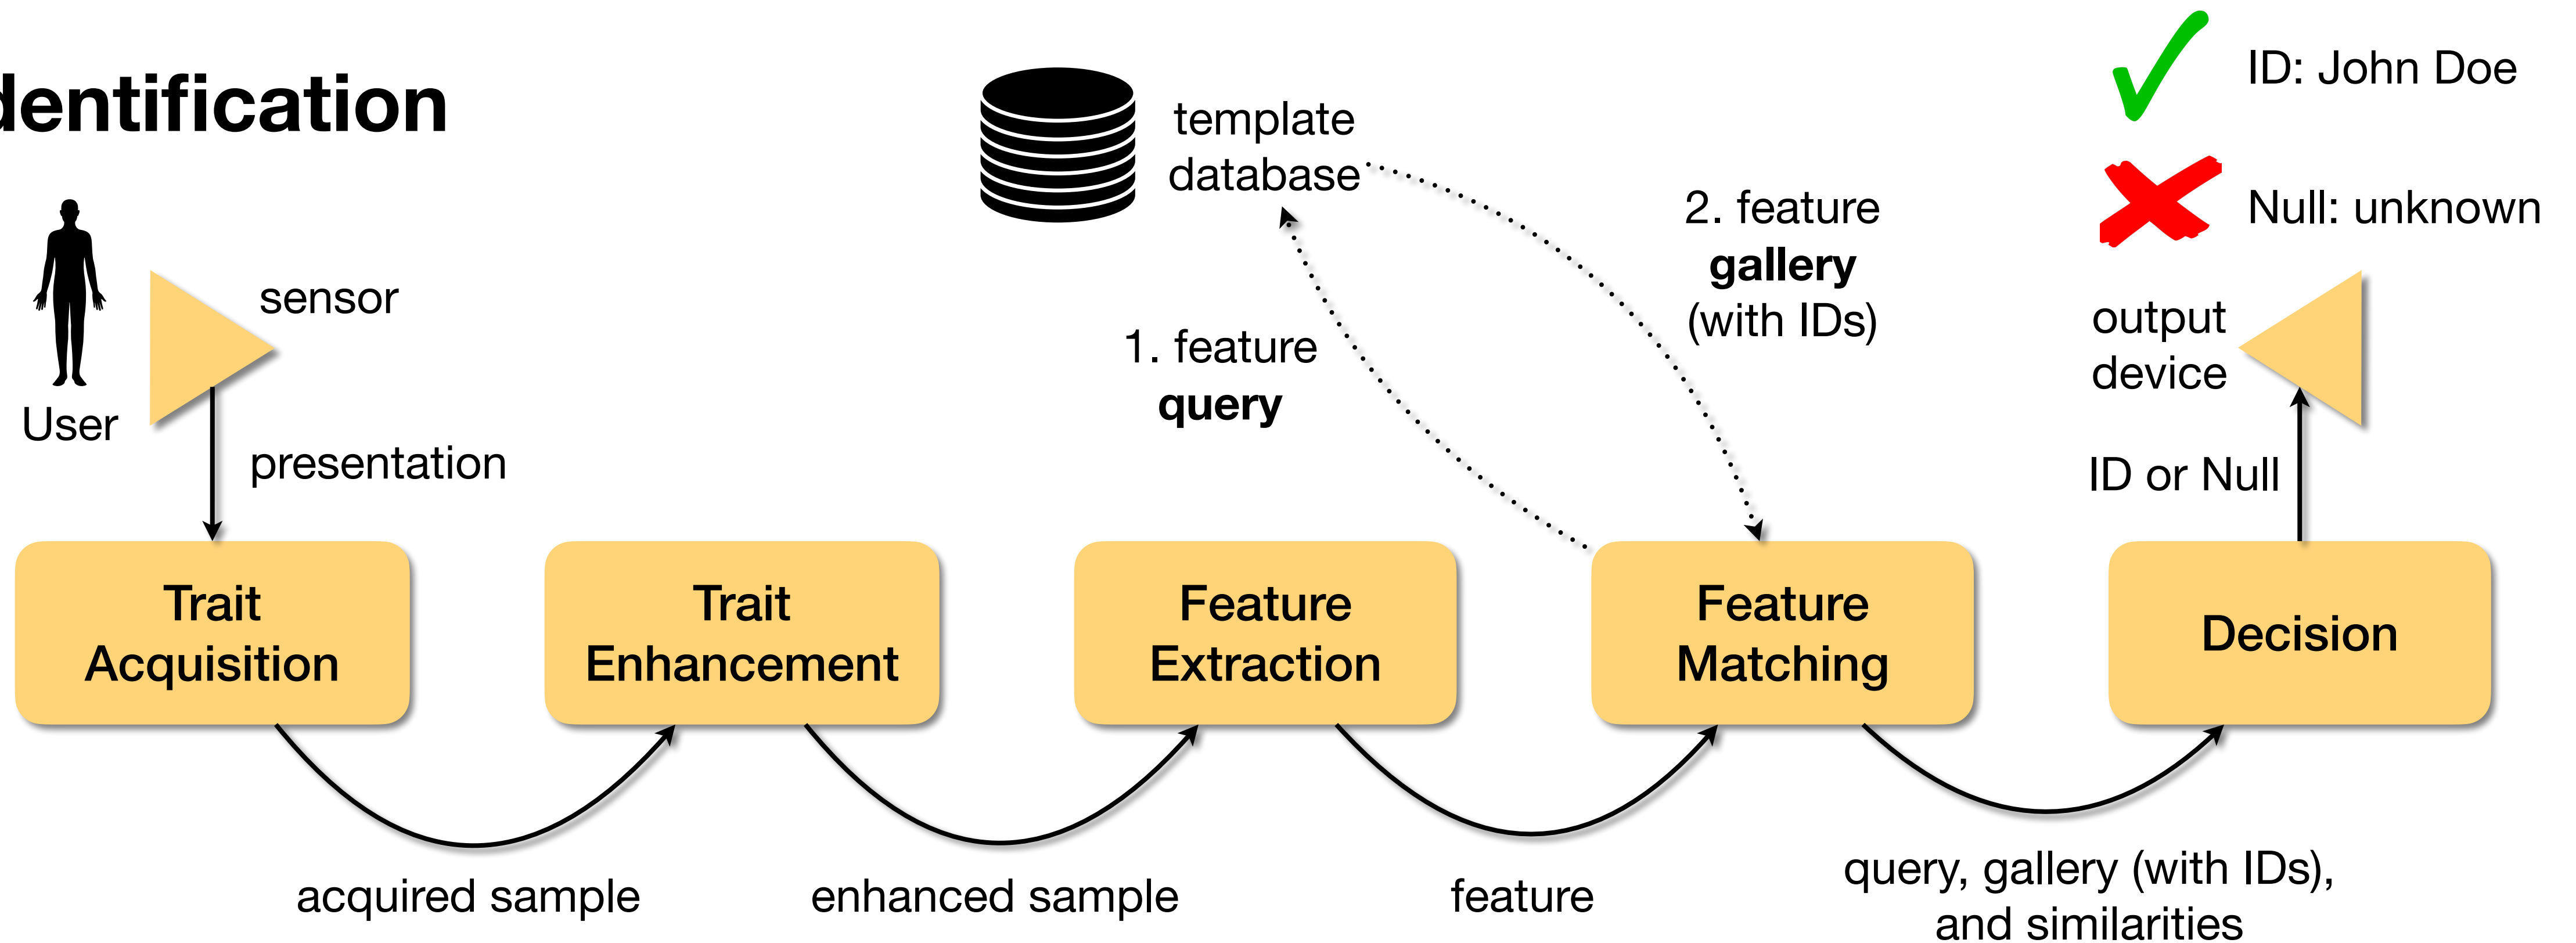 dentification
User
sensor
presentation
template
database
1. feature
query
2. feature
gallery
(with IDs)
ID: John Doe
Null: unknown
output
device
ID or Null
Trait
Acquisition
Trait
Enhancement
Feature
Extraction
Feature
Matching
Decision
acquired sample
enhanced sample
feature
query, gallery (with IDs),
and similarities